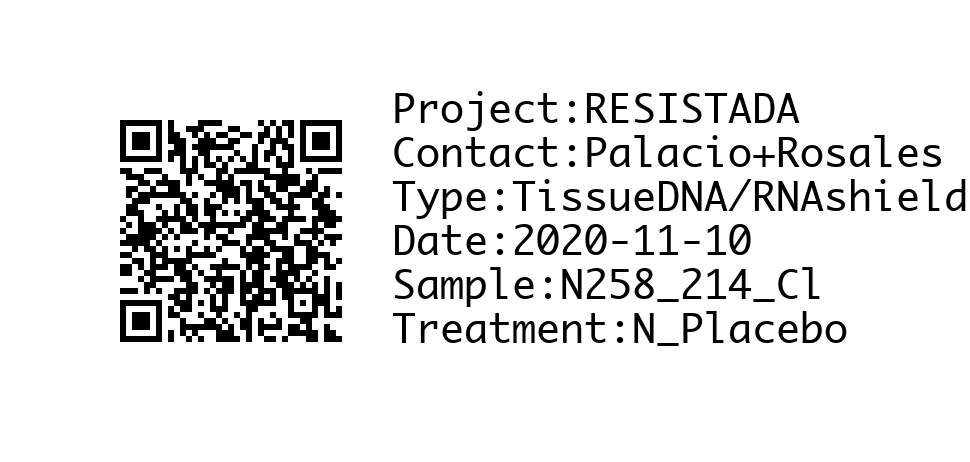 Project:RESISTADA
Contact:Palacio+Rosales
Type:TissueDNA/RNAshield
Date:2020-11-10
Sample:N258_214_Cl
Treatment:N_Placebo